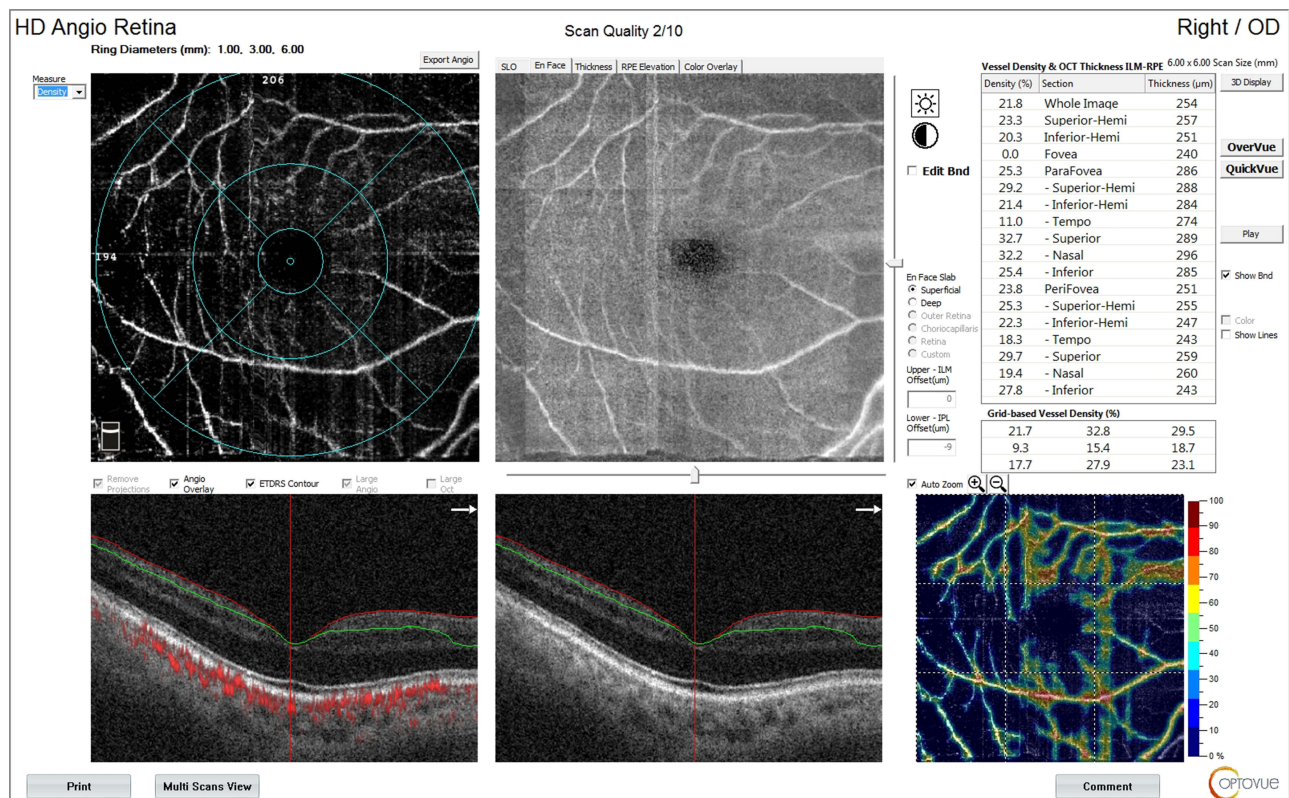 HD Angio Retina
Scan Quality 2/10
Right / OD
Ring Diameters (mm): 1.00, 3.00, 6.00
Export Angio
Measure
Density
206
194
SLO En Face Thickness RPE Elevation Color Overlay
Edit Bnd
En Face Slab
Superficial
Deep
Outer Retina
Choriocapillaris
Retina
Custom
Upper - ILM
Offset(um)
0
Lower - IPL
Offset(um)
-9
Vessel Density & OCT Thickness ILM-RPE 6.00 x 6.00 Scan Size (mm)
Density (%) Section Thickness (µm)
21.8 Whole Image 254
23.3 Superior-Hemi 257
20.3 Inferior-Hemi 251
0.0 Fovea 240
25.3 ParaFovea 286
29.2 - Superior-Hemi 288
21.4 - Inferior-Hemi 284
11.0 - Tempo 274
32.7 - Superior 289
32.2 - Nasal 296
25.4 - Inferior 285
23.8 PeriFovea 251
25.3 - Superior-Hemi 255
22.3 - Inferior-Hemi 247
18.3 - Tempo 243
29.7 - Superior 259
19.4 - Nasal 260
27.8 - Inferior 243
Grid-based Vessel Density (%)
21.7 32.8 29.5
9.3 15.4 18.7
17.7 27.9 23.1
3D Display
OverVue
QuickVue
Play
Show Bnd
Color
Show Lines
Remove Projections
Angio Overlay
ETDRS Contour
Large Angio
Large Oct
Auto Zoom
100
90
80
70
60
50
40
30
20
10
0 %
Print
Multi Scans View
Comment
OPTOVUE